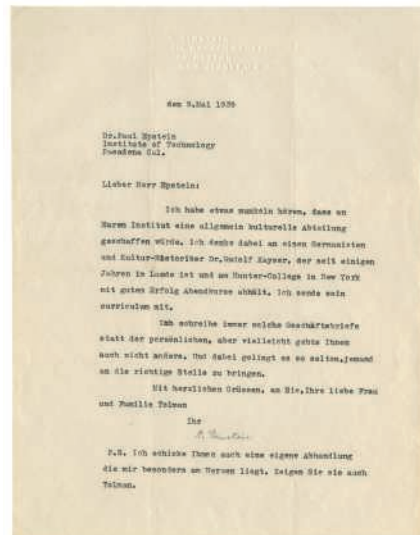 den 5.Mai 1939
Dr.Paul Epstein
Institute of Technology
Pasadena Cal.
Lieber Herr Epstein:
Ich habe etwas munkeln hören, dass an
Ihrem Institut eine allgemein kulturelle Abteilung
geschaffen würde. Ich denke dabei an einen Germanisten
und Kultur-Historiker Dr.Rudolf Kayser, der seit einigen
Jahren in Lande ist und am Hunter-College in New York
mit gutem Erfolg Abendkurse abhält. Ich sende sein
curriculum mit.
Ich schreibe immer solche Geschäftsbriefe
statt der persönlichen, aber vielleicht gehts Ihnen
auch nicht anders. Und dabei gelingt es so selten,jemand
an die richtige Stelle zu bringen.
Mit herzlichen Grüssen, an Sie,Ihre liebe Frau
und Familie Tolman
Ihr
A. Einstein
P.S. Ich schicke Ihnen auch eine eigene Abhandlung
die mir besonders am Herzen liegt. Zeigen Sie sie auch
Tolman.